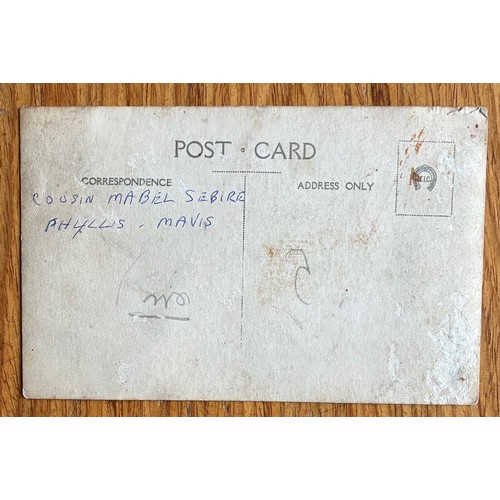 POST CARD
CORRESPONDENCE
ADDRESS ONLY
COUSIN MABEL SEBIRE
PHYLLIS - MAVIS